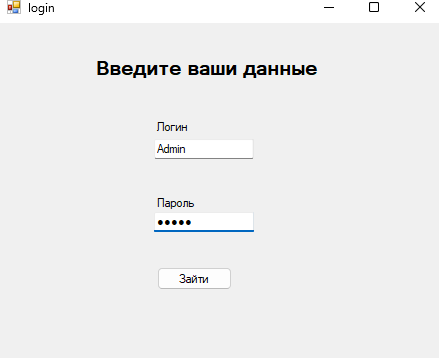 login
Введите ваши данные
Логин
Admin
Пароль
•••••
Зайти